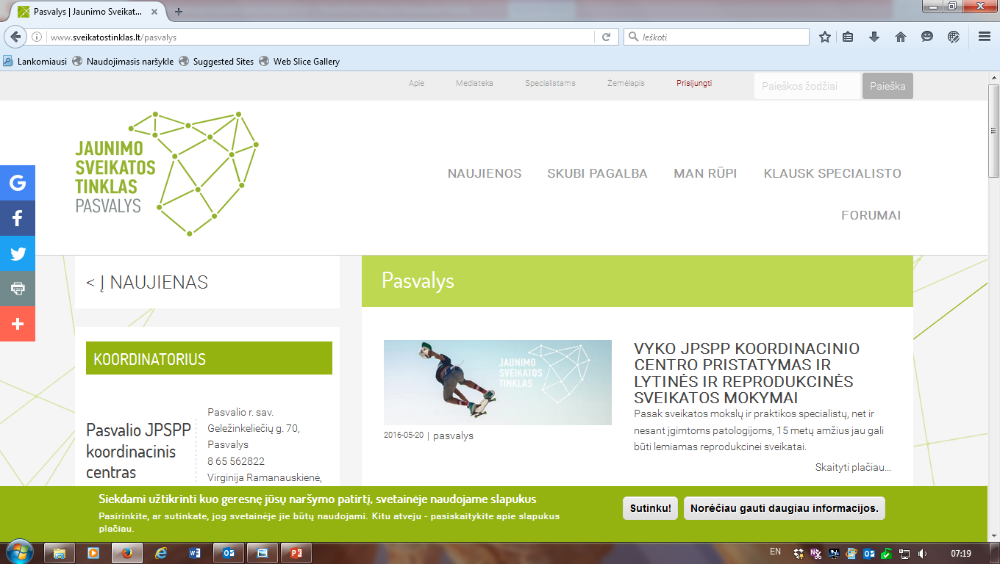 Pasvalys | Jaunimo Sveikat...
www.sveikatostinklas.lt/pasvalys
Ieškoti
Lankomiausi
Naudojimasis naršykle
Suggested Sites
Web Slice Gallery
Apie
Mediateka
Specialistams
Žemėlapis
Prisijungti
Paieškos žodžiai
Paieška
JAUNIMO
SVEIKATOS
TINKLAS
PASVALYS
NAUJIENOS
SKUBI PAGALBA
MAN RŪPI
KLAUSK SPECIALISTO
FORUMAI
< Į NAUJIENAS
KOORDINATORIUS
Pasvalio JPSPP
koordinacinis
centras
Pasvalio r. sav.
Geležinkeliečių g. 70,
Pasvalys
8 65 562822
Virginija Ramanauskienė,
Pasvalys
JAUNIMO
SVEIKATOS
TINKLAS
2016-05-20 | pasvalys
VYKO JPSPP KOORDINACINIO
CENTRO PRISTATYMAS IR
LYTINĖS IR REPRODUKCINĖS
SVEIKATOS MOKYMAI
Pasak sveikatos mokslų ir praktikos specialistų, net ir
nesant įgimtoms patologijoms, 15 metų amžius jau gali
būti lemiamas reprodukcinei sveikatai.
Skaityti plačiau...
Siekdami užtikrinti kuo geresnę jūsų naršymo patirtį, svetainėje naudojame slapukus
Pasirinkite, ar sutinkate, jog svetainėje jie būtų naudojami. Kitu atveju - pasiskaitykite apie slapukus
plačiau.
Sutinku!
Norėčiau gauti daugiau informacijos.
EN
07:19